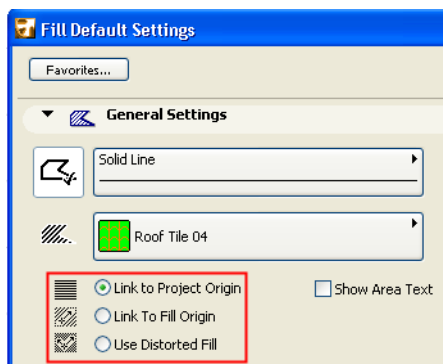 Fill Default Settings
Favorites...
General Settings
Solid Line
Roof Tile 04
Link to Project Origin
Show Area Text
Link To Fill Origin
Use Distorted Fill